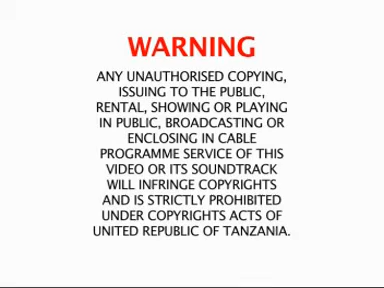 WARNING
ANY UNAUTHORISED COPYING,
ISSUING TO THE PUBLIC,
RENTAL, SHOWING OR PLAYING
IN PUBLIC, BROADCASTING OR
ENCLOSING IN CABLE
PROGRAMME SERVICE OF THIS
VIDEO OR ITS SOUNDTRACK
WILL INFRINGE COPYRIGHTS
AND IS STRICTLY PROHIBITED
UNDER COPYRIGHTS ACTS OF
UNITED REPUBLIC OF TANZANIA.